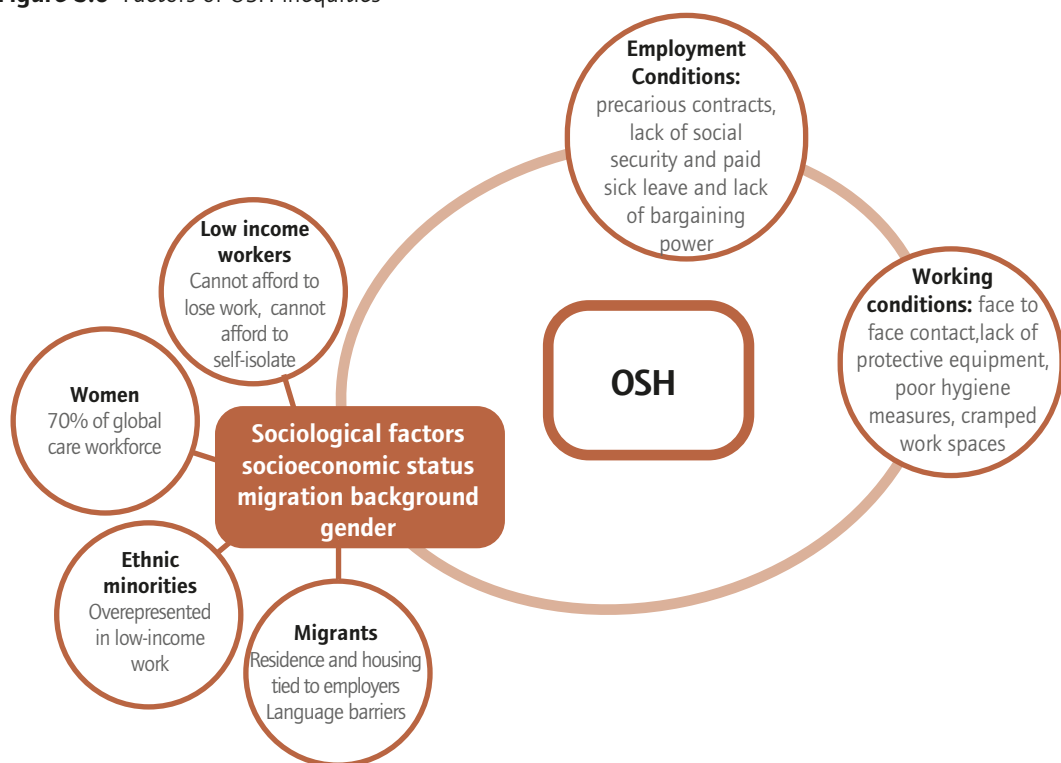 Employment
Conditions:
precarious contracts,
lack of social
security and paid
sick leave and lack
of bargaining
power
Low income
workers
Cannot afford to
lose work, cannot
afford to
self-isolate
Working
conditions: face to
face contact,lack of
protective equipment,
poor hygiene
measures, cramped
work spaces
OSH
Women
70% of global
care workforce
Sociological factors
socioeconomic status
migration background
gender
Ethnic
minorities
Overepresented
in low-income
work
Migrants
Residence and housing
tied to employers
Language barriers